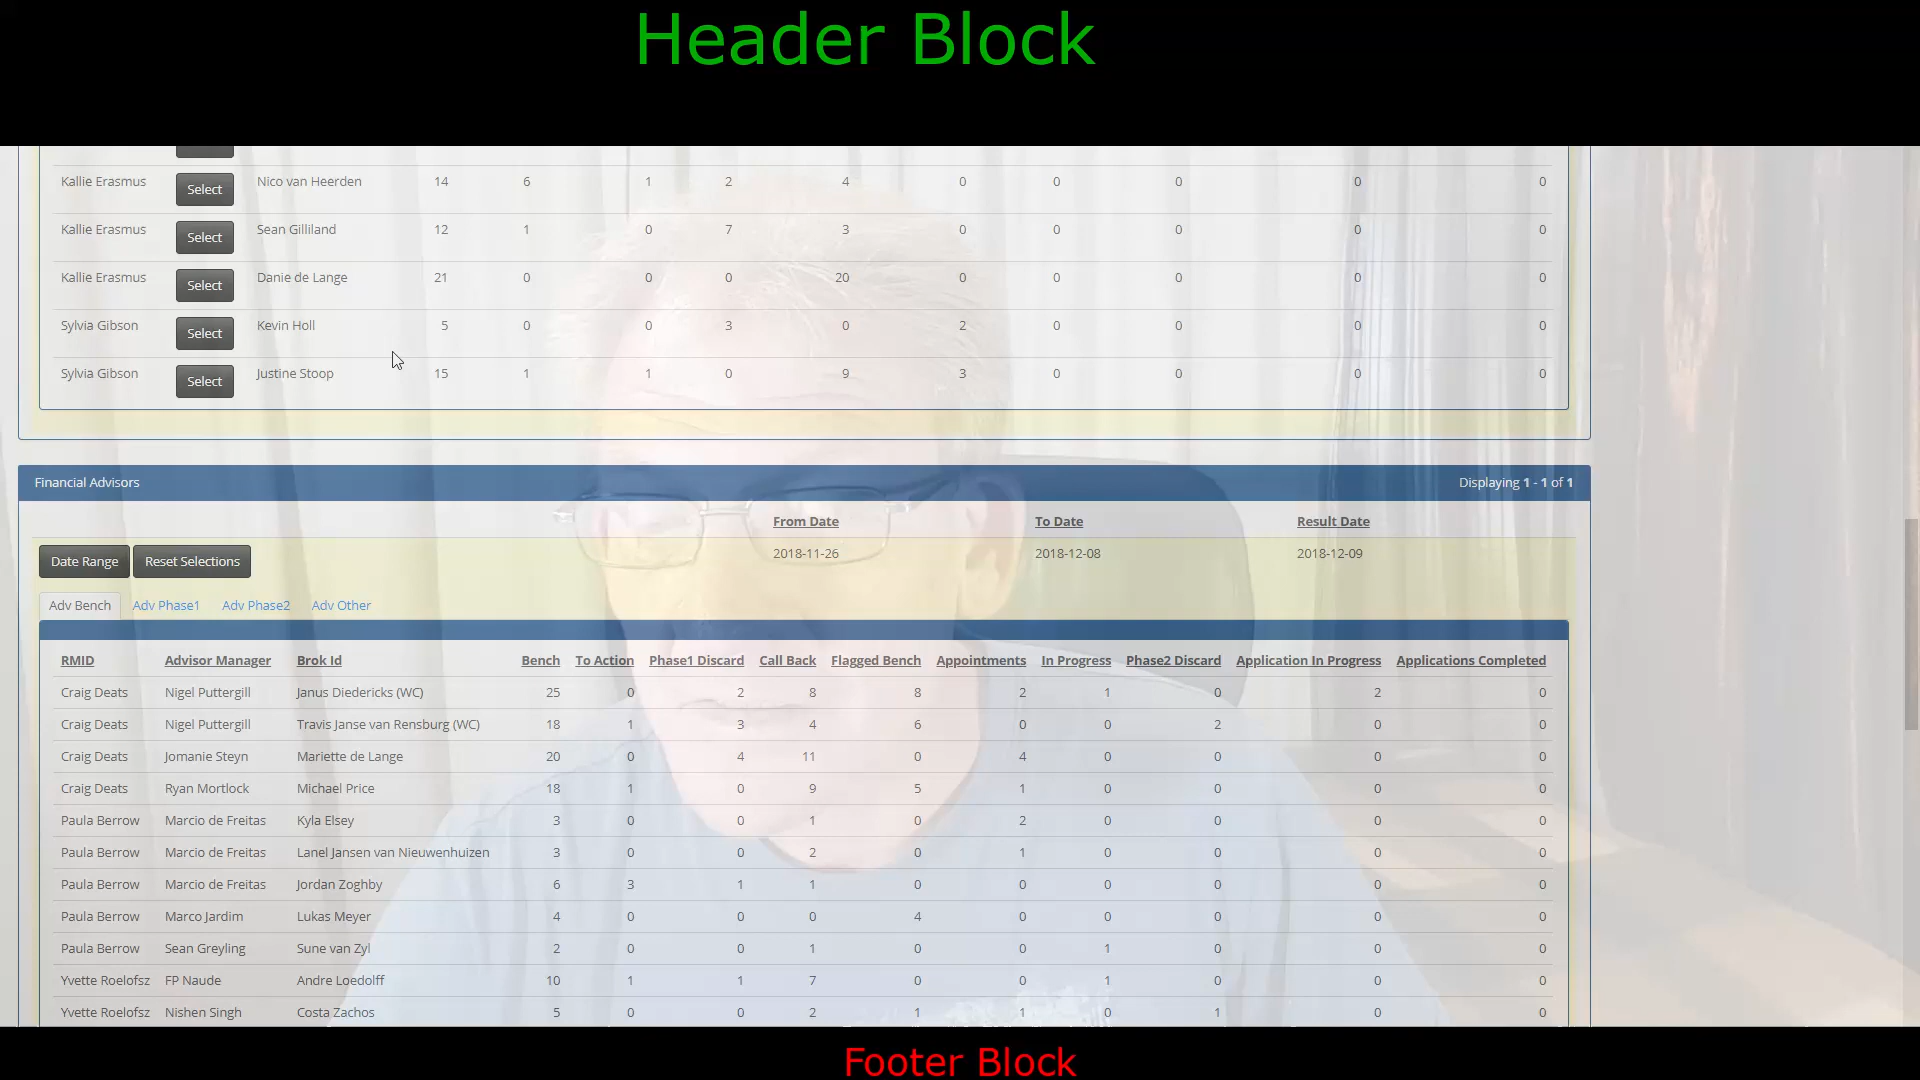 Header Block
Kallie Erasmus Select Nico van Heerden 14 6 1 2 4 0 0 0 0 0
Kallie Erasmus Select Sean Gilliland 12 1 0 7 3 0 0 0 0 0
Kallie Erasmus Select Danie de Lange 21 0 0 0 20 0 0 0 0 0
Sylvia Gibson Select Kevin Holl 5 0 0 3 0 2 0 0 0 0
Sylvia Gibson Select Justine Stoop 15 1 1 0 9 3 0 0 0 0
Financial Advisors Displaying 1 - 1 of 1
From Date To Date Result Date
Date Range Reset Selections 2018-11-26 2018-12-08 2018-12-09
Adv Bench Adv Phase1 Adv Phase2 Adv Other
RMID Advisor Manager Brok Id Bench To Action Phase1 Discard Call Back Flagged Bench Appointments In Progress Phase2 Discard Application In Progress Applications Completed
Craig Deats Nigel Puttergill Janus Diedericks (WC) 25 0 2 8 8 2 1 0 2 0
Craig Deats Nigel Puttergill Travis Janse van Rensburg (WC) 18 1 3 4 6 0 0 2 0 0
Craig Deats Jomanie Steyn Mariette de Lange 20 0 4 11 0 4 0 0 0 0
Craig Deats Ryan Mortlock Michael Price 18 1 0 9 5 1 0 0 0 0
Paula Berrow Marcio de Freitas Kyla Elsey 3 0 0 1 0 2 0 0 0 0
Paula Berrow Marcio de Freitas Lanel Jansen van Nieuwenhuizen 3 0 0 2 0 1 0 0 0 0
Paula Berrow Marcio de Freitas Jordan Zoghby 6 3 1 1 0 0 0 0 0 0
Paula Berrow Marco Jardim Lukas Meyer 4 0 0 0 4 0 0 0 0 0
Paula Berrow Sean Greyling Sune van Zyl 2 0 0 1 0 0 1 0 0 0
Yvette Roelofsz FP Naude Andre Loedolff 10 1 1 7 0 0 1 0 0 0
Yvette Roelofsz Nishen Singh Costa Zachos 5 0 0 2 1 1 0 1 0 0
Footer Block